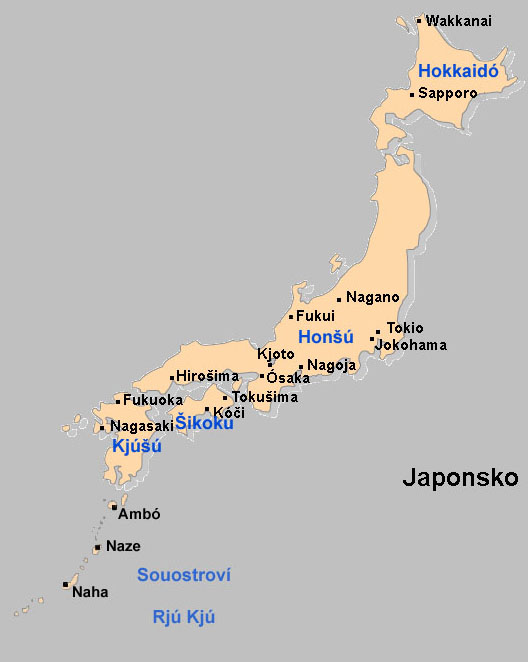 Wakkanai
Hokkaidó
Sapporo
Nagano
Fukui
Tokio
Honšú
Jokohama
Kjoto
Nagoja
Ósaka
Hirošima
Tokušima
Fukuoka
Kóči
Šikoku
Nagasaki
Kjúšú
Japonsko
Ambó
Naze
Souostroví
Naha
Rjú Kjú